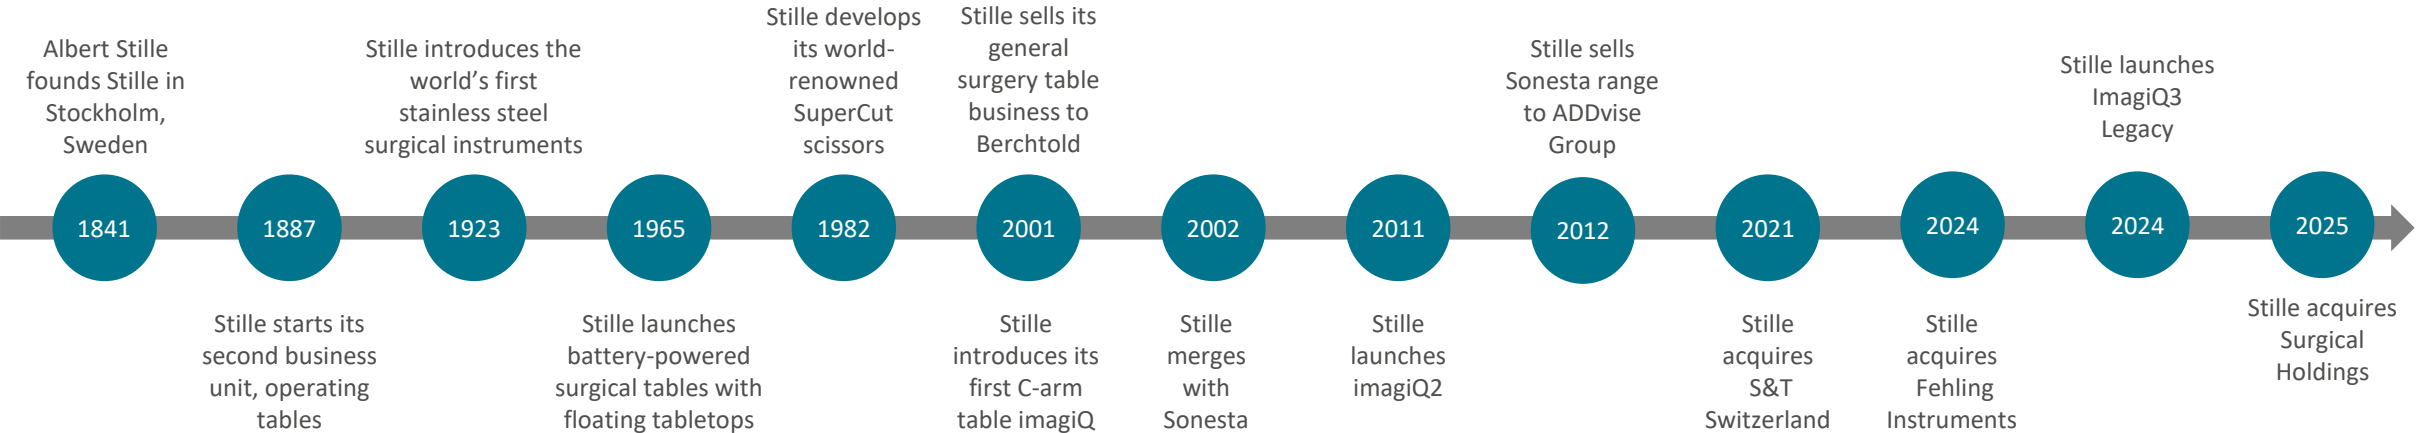 Albert Stille
founds Stille in
Stockholm,
Sweden
1841
1887
Stille starts its
second business
unit, operating
tables
Stille introduces the
world’s first
stainless steel
surgical instruments
1923
1965
Stille launches
battery-powered
surgical tables with
floating tabletops
Stille develops
its world-
renowned
SuperCut
scissors
1982
Stille sells its
general
surgery table
business to
Berchtold
2001
Stille
introduces its
first C-arm
table imagiQ
2002
Stille
merges
with
Sonesta
2011
Stille
launches
imagiQ2
Stille sells
Sonesta range
to ADDvise
Group
2012
2021
Stille
acquires
S&T
Switzerland
2024
Stille
acquires
Fehling
Instruments
Stille launches
ImagiQ3
Legacy
2024
2025
Stille acquires
Surgical
Holdings